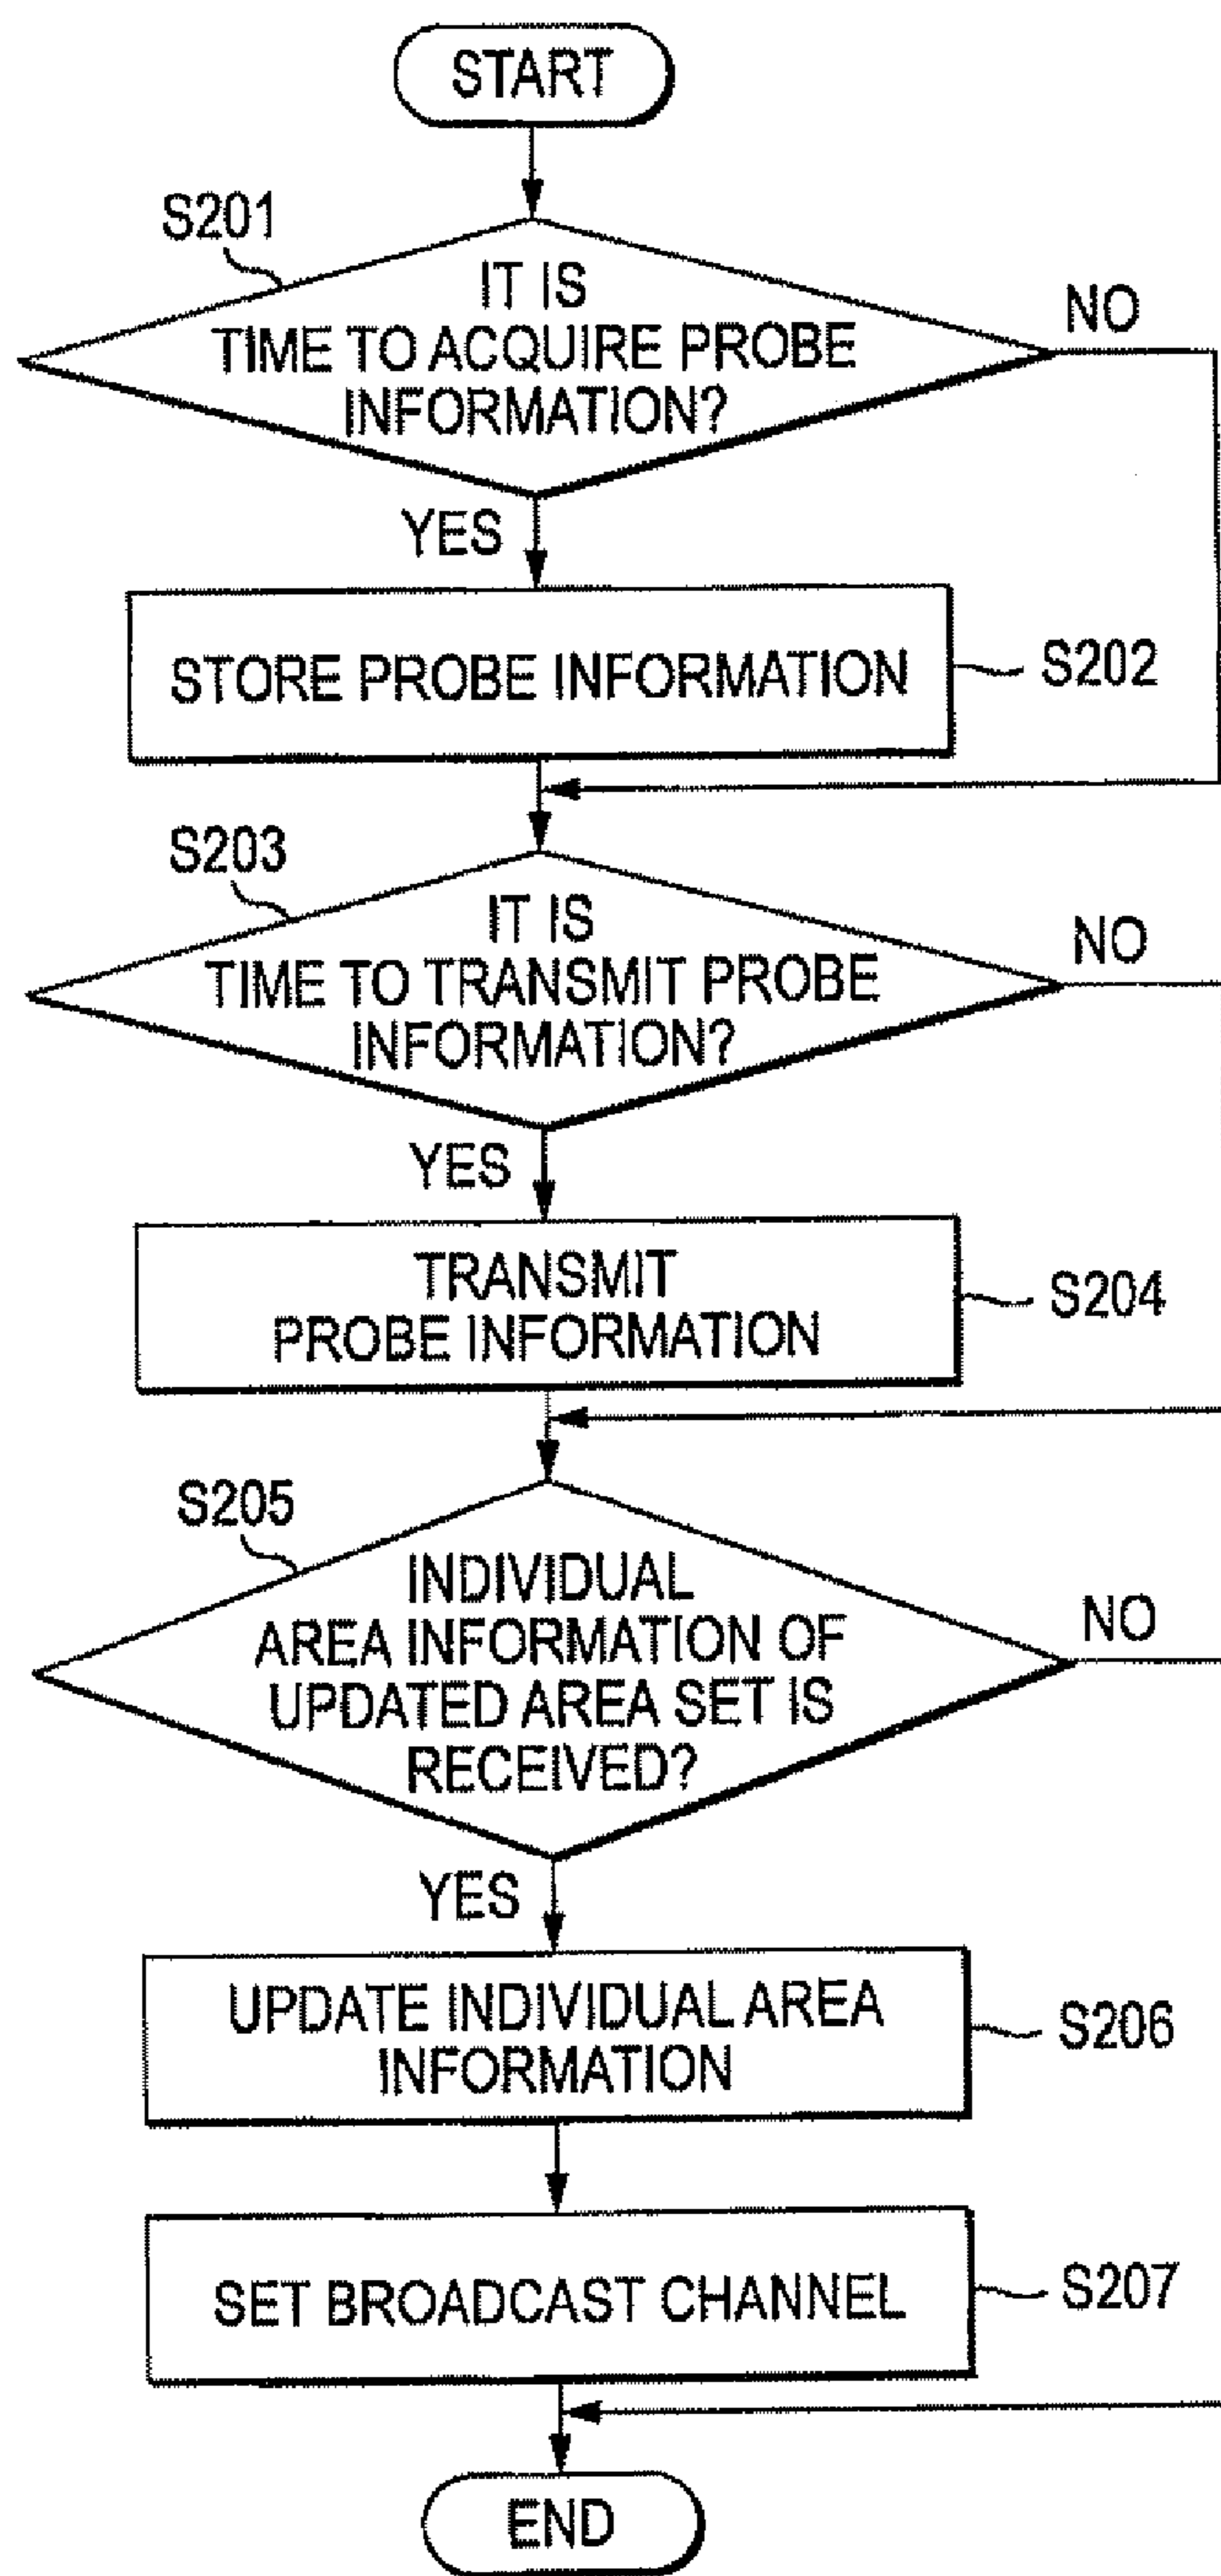 START
S201
IT IS
TIME TO ACQUIRE PROBE
INFORMATION?
NO
YES
STORE PROBE INFORMATION
S202
S203
IT IS
TIME TO TRANSMIT PROBE
INFORMATION?
NO
YES
TRANSMIT
PROBE INFORMATION
S204
S205
INDIVIDUAL
AREA INFORMATION OF
UPDATED AREA SET IS
RECEIVED?
NO
YES
UPDATE INDIVIDUAL AREA
INFORMATION
S206
SET BROADCAST CHANNEL
S207
END